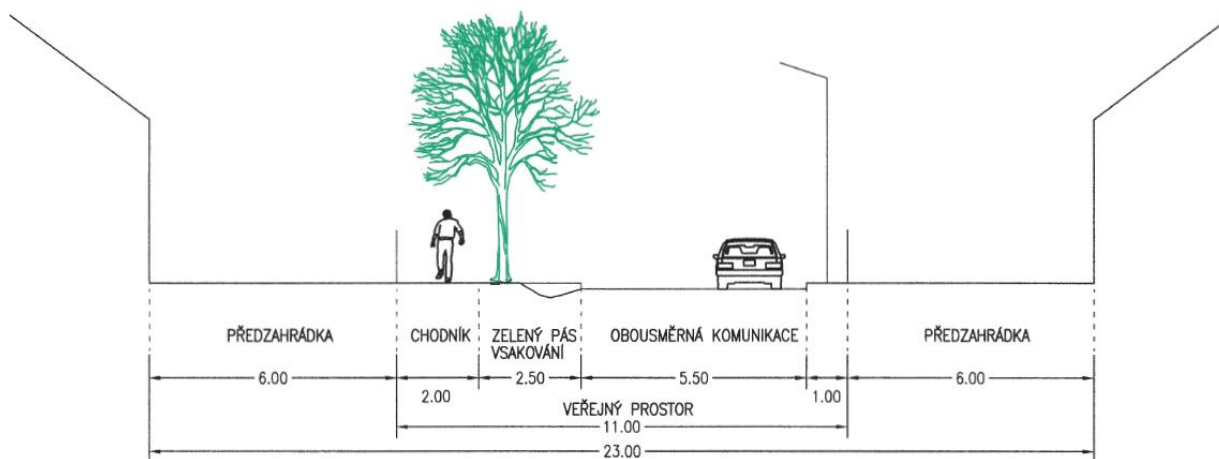 PŘEDZAHRÁDKA
CHODNÍK
ZELENÝ PÁS
VSAKOVÁNÍ
OBOUSMĚRNÁ KOMUNIKACE
PŘEDZAHRÁDKA
6.00
2.00
2.50
5.50
1.00
6.00
VEŘEJNÝ PROSTOR
11.00
23.00